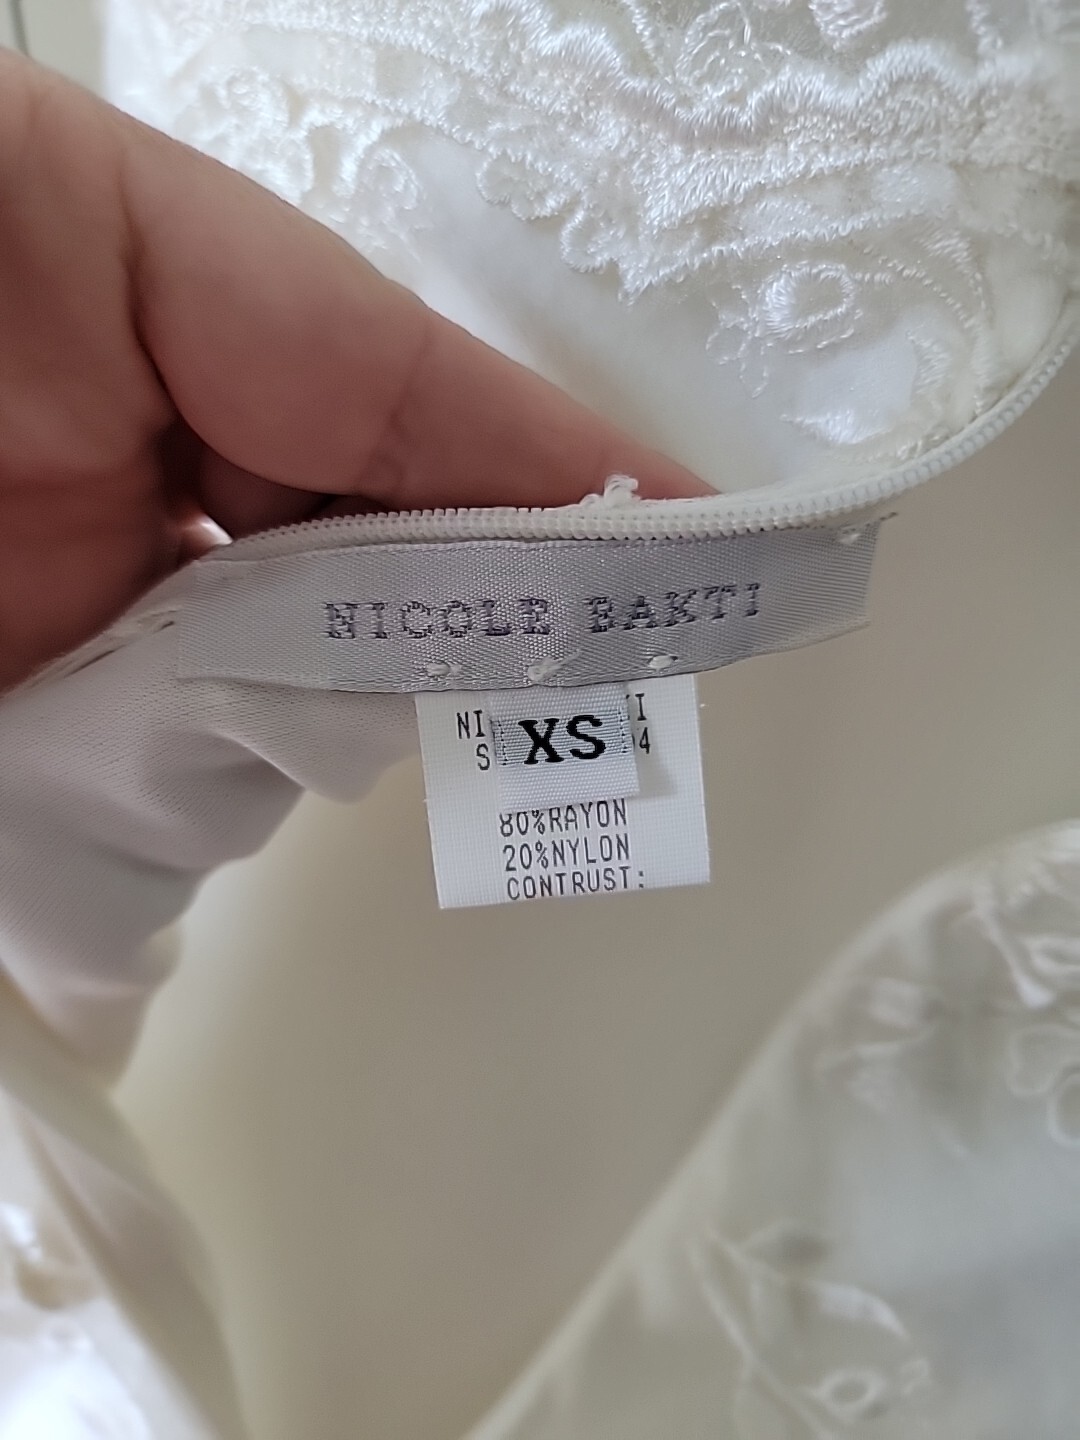 NICOLE BAKTI
XS
80%RAYON
20%NYLON
CONTRUST: